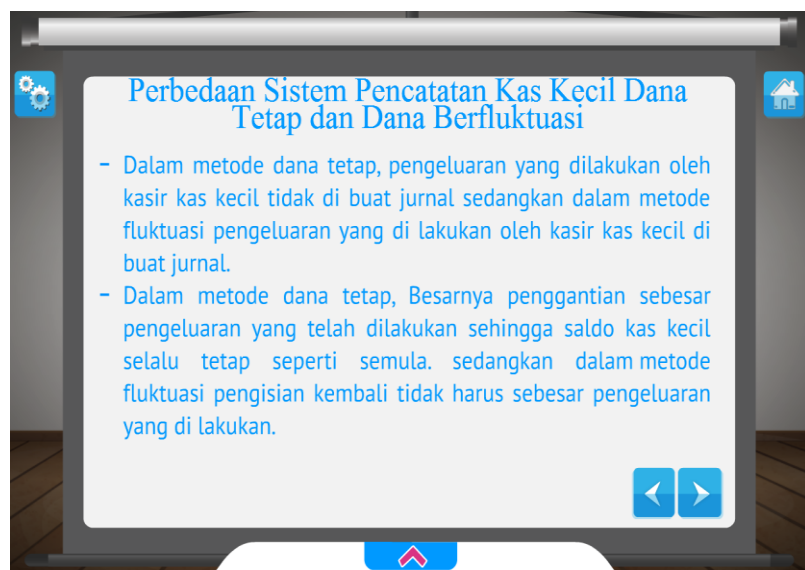 Perbedaan Sistem Pencatatan Kas Kecil Dana
Tetap dan Dana Berfluktuasi
- Dalam metode dana tetap, pengeluaran yang dilakukan oleh
kasir kas kecil tidak di buat jurnal sedangkan dalam metode
fluktuasi pengeluaran yang di lakukan oleh kasir kas kecil di
buat jurnal.
- Dalam metode dana tetap, Besarnya penggantian sebesar
pengeluaran yang telah dilakukan sehingga saldo kas kecil
selalu tetap seperti semula. sedangkan dalam metode
fluktuasi pengisian kembali tidak harus sebesar pengeluaran
yang di lakukan.